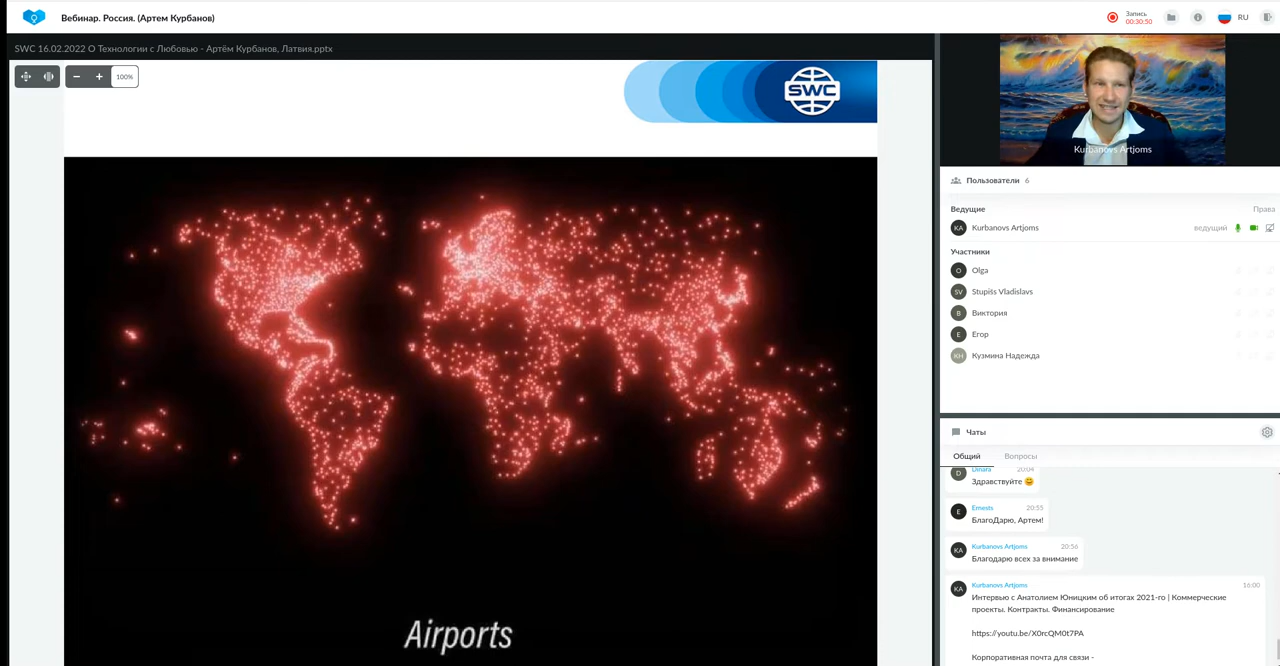 Вебинар. Россия. (Артем Курбанов)
Запись
00:30:50
RU
SWC 16.02.2022 О Технологии с Любовью - Артём Курбанов, Латвия.pptx
100%
SWC
Airports
Kurbanovs Artjoms
Пользователи 6
Ведущие
Права
KA
Kurbanovs Artjoms
ведущий
Участники
O
Olga
SV
Stupišs Vladislavs
В
Виктория
Е
Егор
КН
Кузмина Надежда
Чаты
Общий
Вопросы
D
Dinara
20:04
Здравствуйте
E
Ernests
20:55
БлагоДарю, Артем!
KA
Kurbanovs Artjoms
20:56
Благодарю всех за внимание
KA
Kurbanovs Artjoms
16:00
Интервью с Анатолием Юницким об итогах 2021-го | Коммерческие
проекты. Контракты. Финансирование
https://youtu.be/X0rcQM0t7PA
Корпоративная почта для связи -